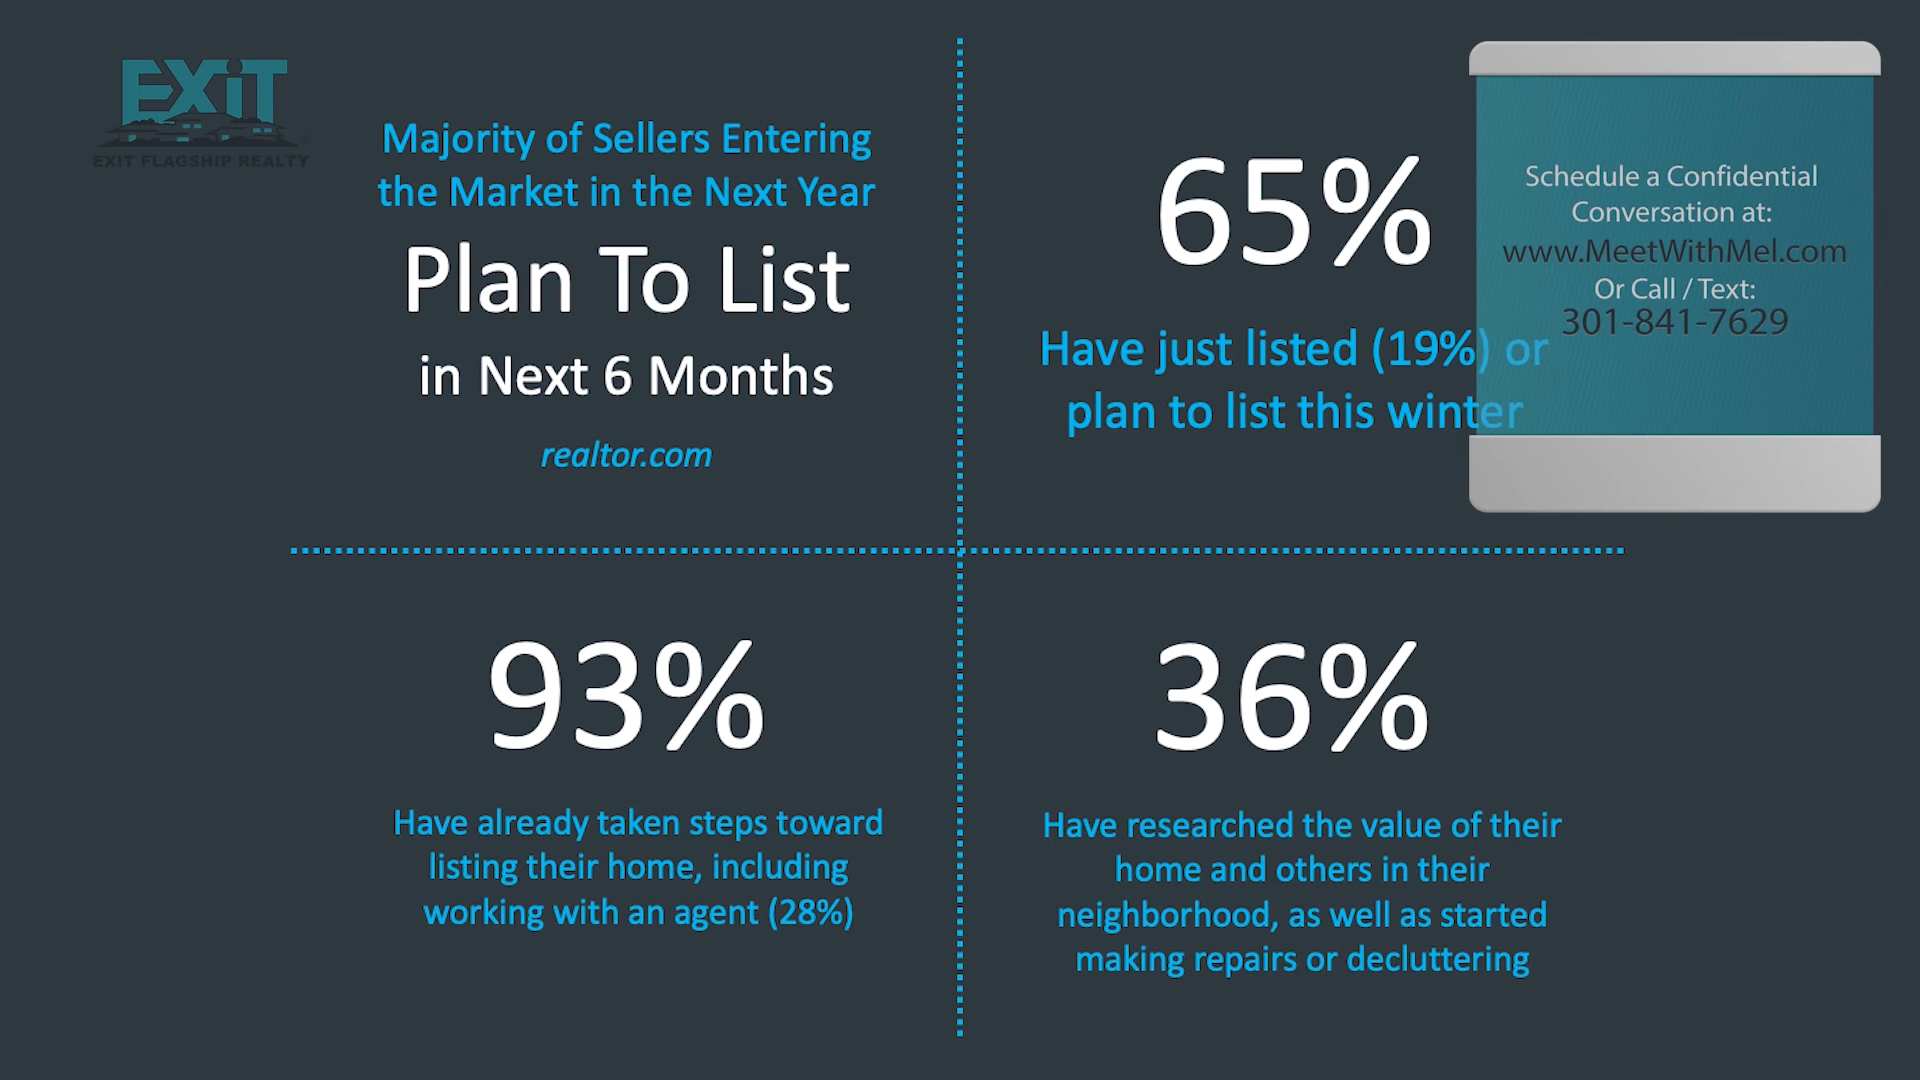 EXIT
EXIT FLAGSHIP REALTY
Majority of Sellers Entering
the Market in the Next Year
Plan To List
in Next 6 Months
realtor.com
65%
Have just listed (19%) or
plan to list this winter
Schedule a Confidential
Conversation at:
www.MeetWithMel.com
Or Call / Text:
301-841-7629
93%
Have already taken steps toward
listing their home, including
working with an agent (28%)
36%
Have researched the value of their
home and others in their
neighborhood, as well as started
making repairs or decluttering